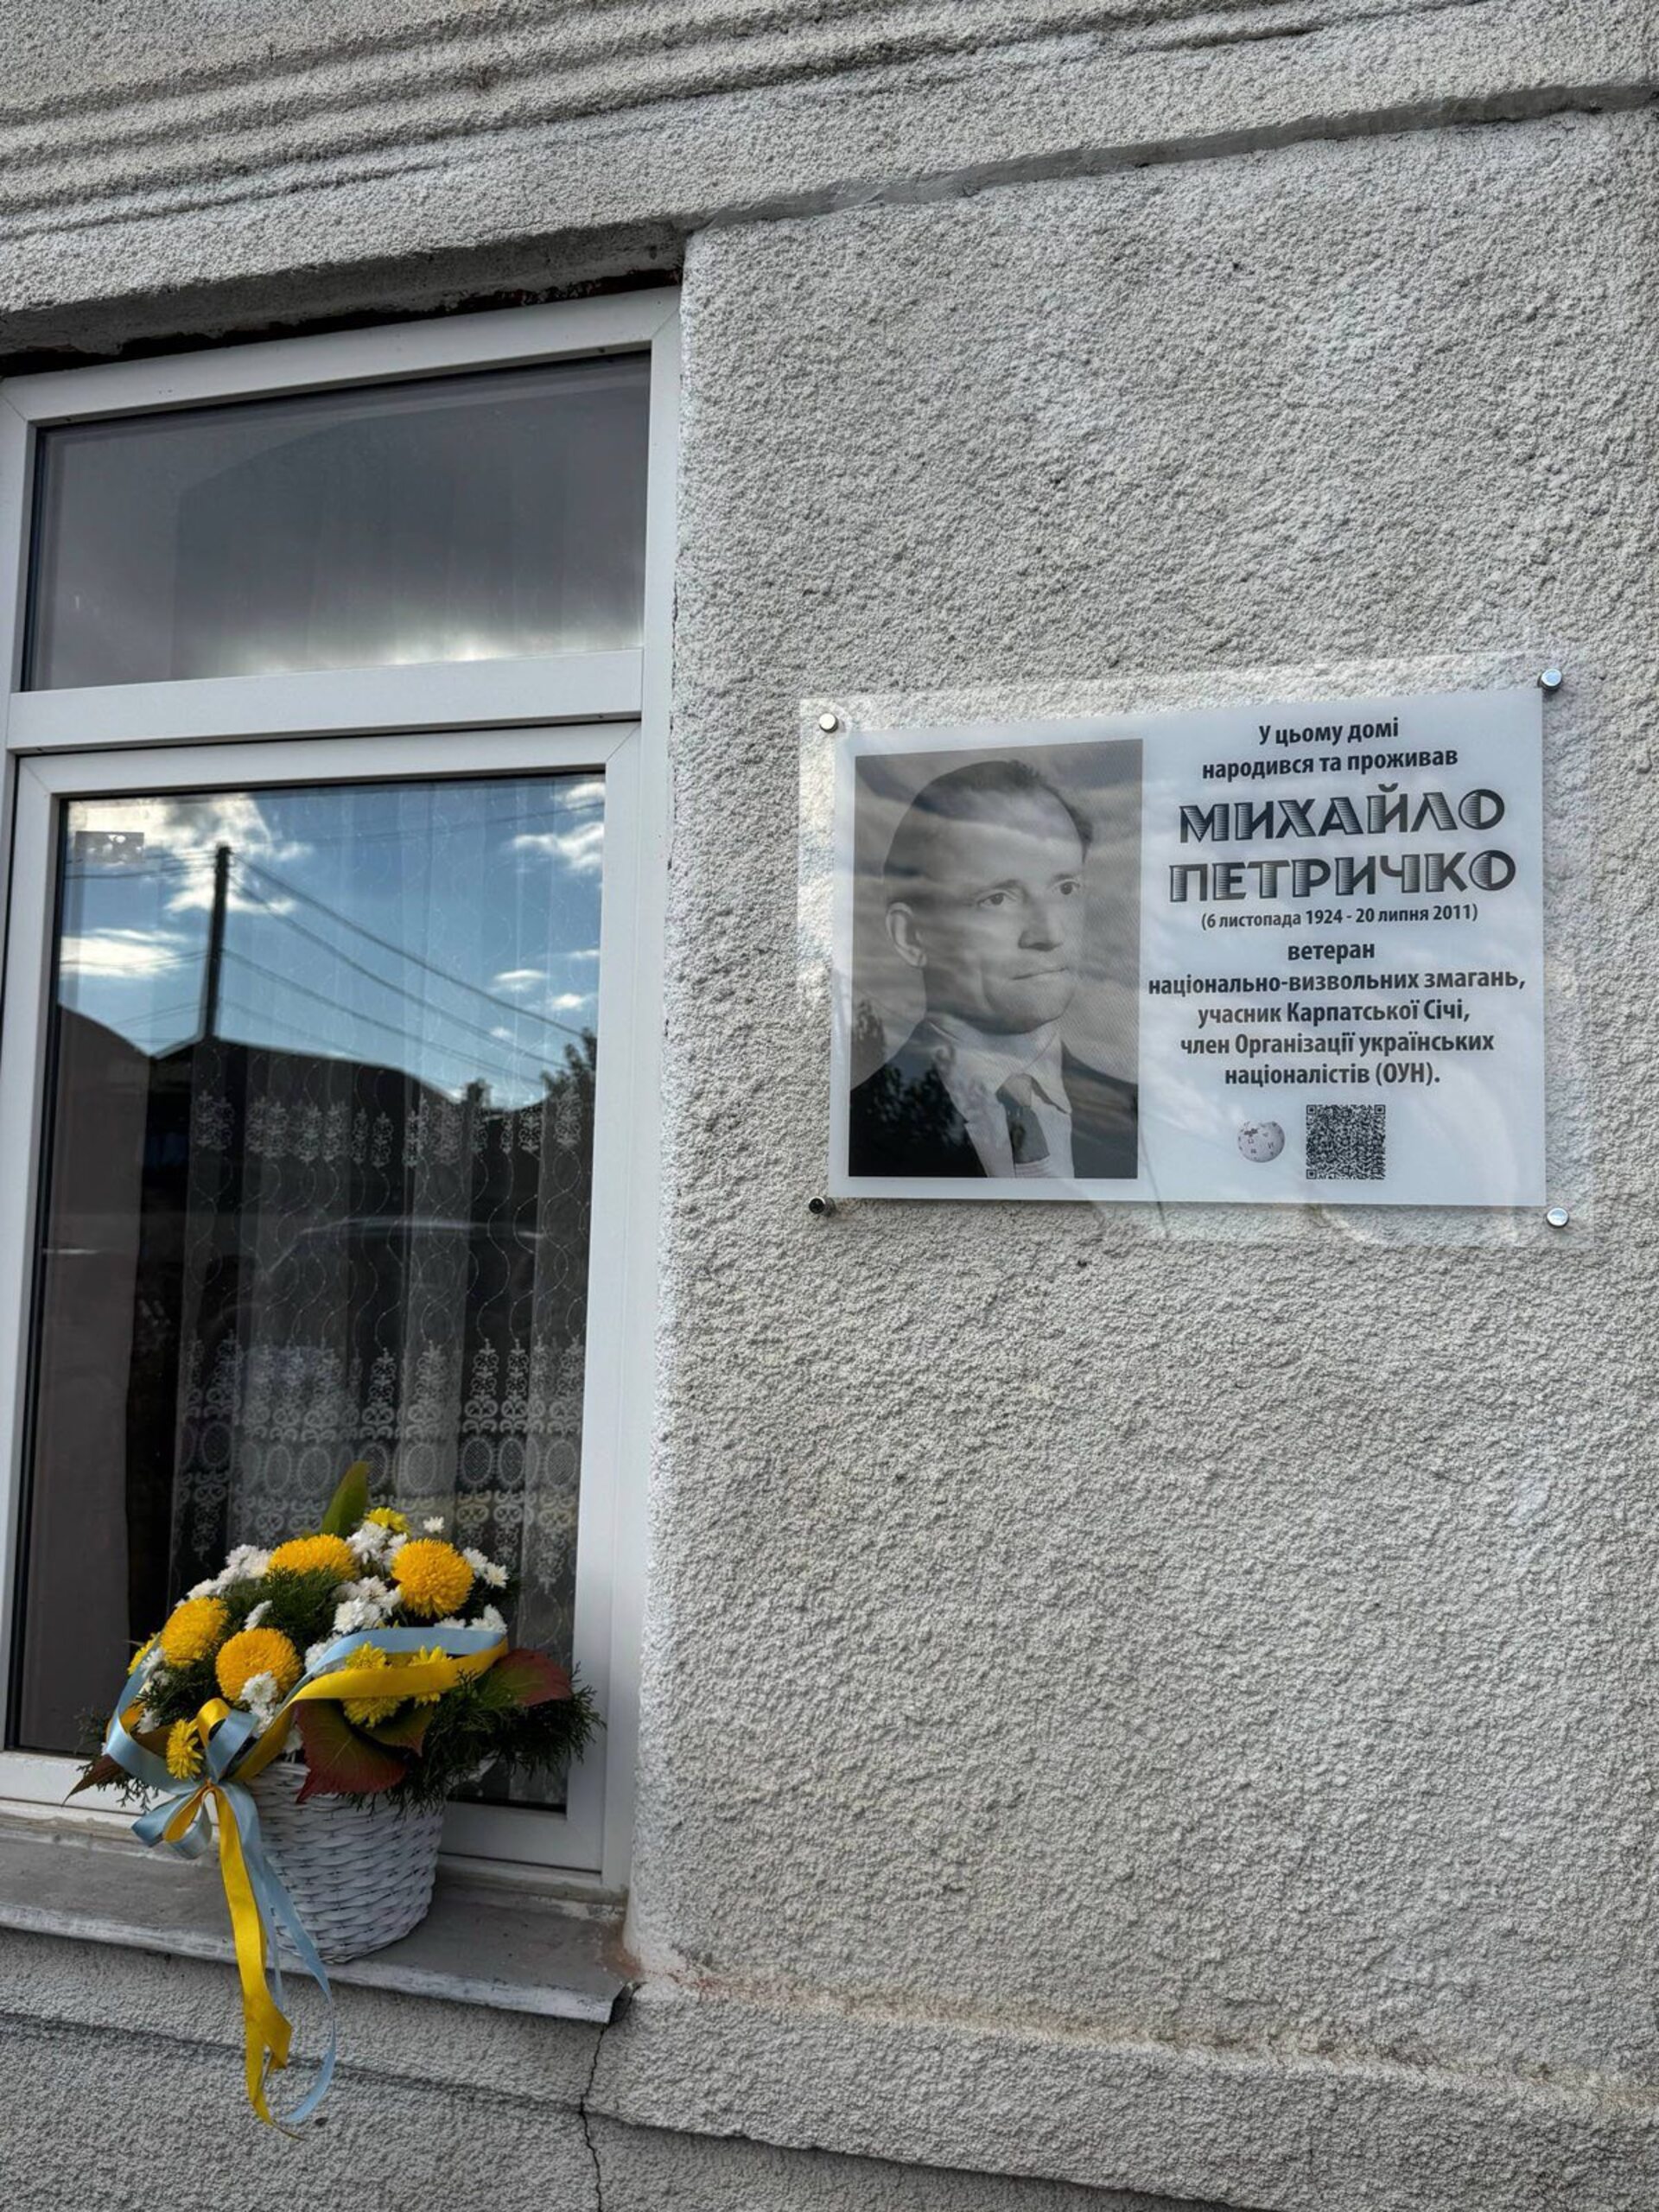 У цьому домі
народився та проживав
МИХАЙЛО
ПЕТРИЧКО
(6 листопада 1924 - 20 липня 2011)
ветеран
національно-визвольних змагань,
учасник Карпатської Січі,
член Організації українських
націоналістів (ОУН).